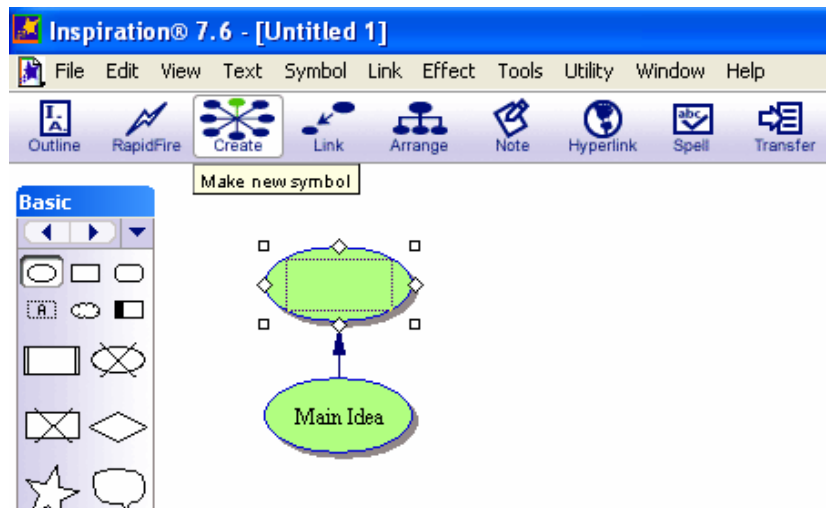 Inspiration® 7.6 - [Untitled 1]
File Edit View Text Symbol Link Effect Tools Utility Window Help
I.
A.
abc
Outline RapidFire Create Link Arrange Note Hyperlink Spell Transfer
Make new symbol
Basic
A
Main Idea